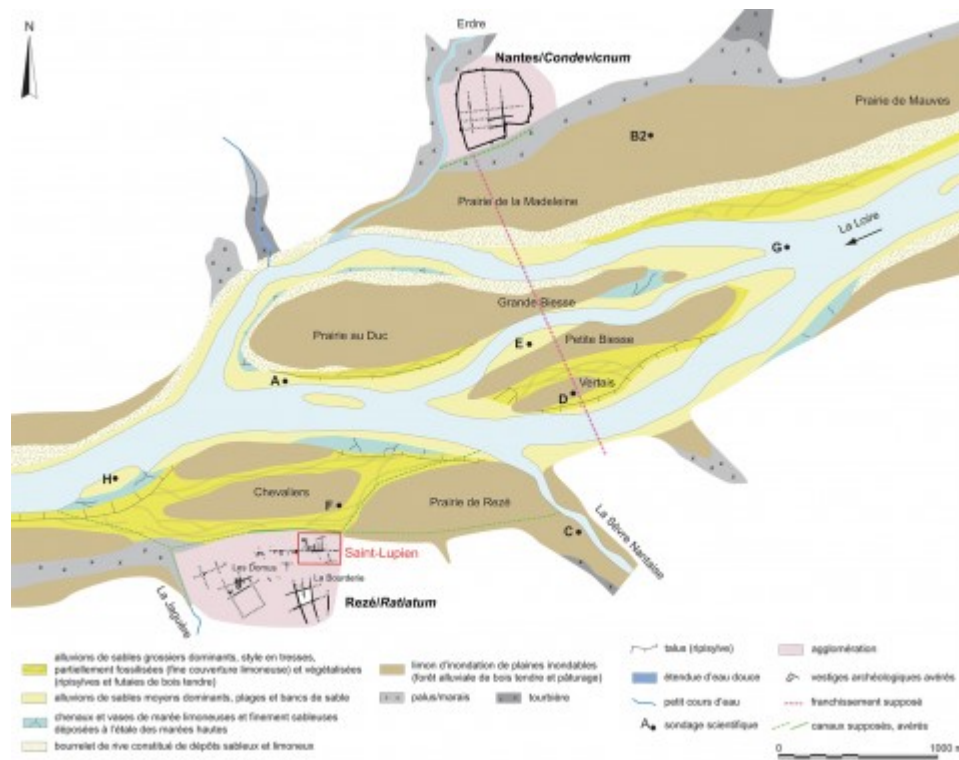 N
Erdre
Nantes/Condevicnum
Prairie de Mauves
B2
Prairie de la Madeleine
La Loire
G
Grande Biesse
Prairie au Duc
E
Petite Biesse
A
Vertais
D
H
Chevaliers
F
Prairie de Rezé
C
La Sèvre Nantaise
Saint-Lupien
Les Domus
La Bourderie
La Jaguère
Rezé/Ratiatum
alluvions de sables grossiers dominants, style en tresses,
partiellement fossilisées (fine couverture limoneuse) et végétalisées
(ripisylves et futaies de bois tendre)
alluvions de sables moyens dominants, plages et bancs de sable
chenaux et vases de marée limoneuses et finement sableuses
déposées à l'étale des marées hautes
bourrelet de rive constitué de dépôts sableux et limoneux
limon d'inondation de plaines inondables
(forêt alluviale de bois tendre et pâturage)
palus/marais
tourbière
talus (ripisylve)
étendue d'eau douce
petit cours d'eau
A sondage scientifique
agglomération
vestiges archéologiques avérés
franchissement supposé
canaux supposés, avérés
0 1000 m